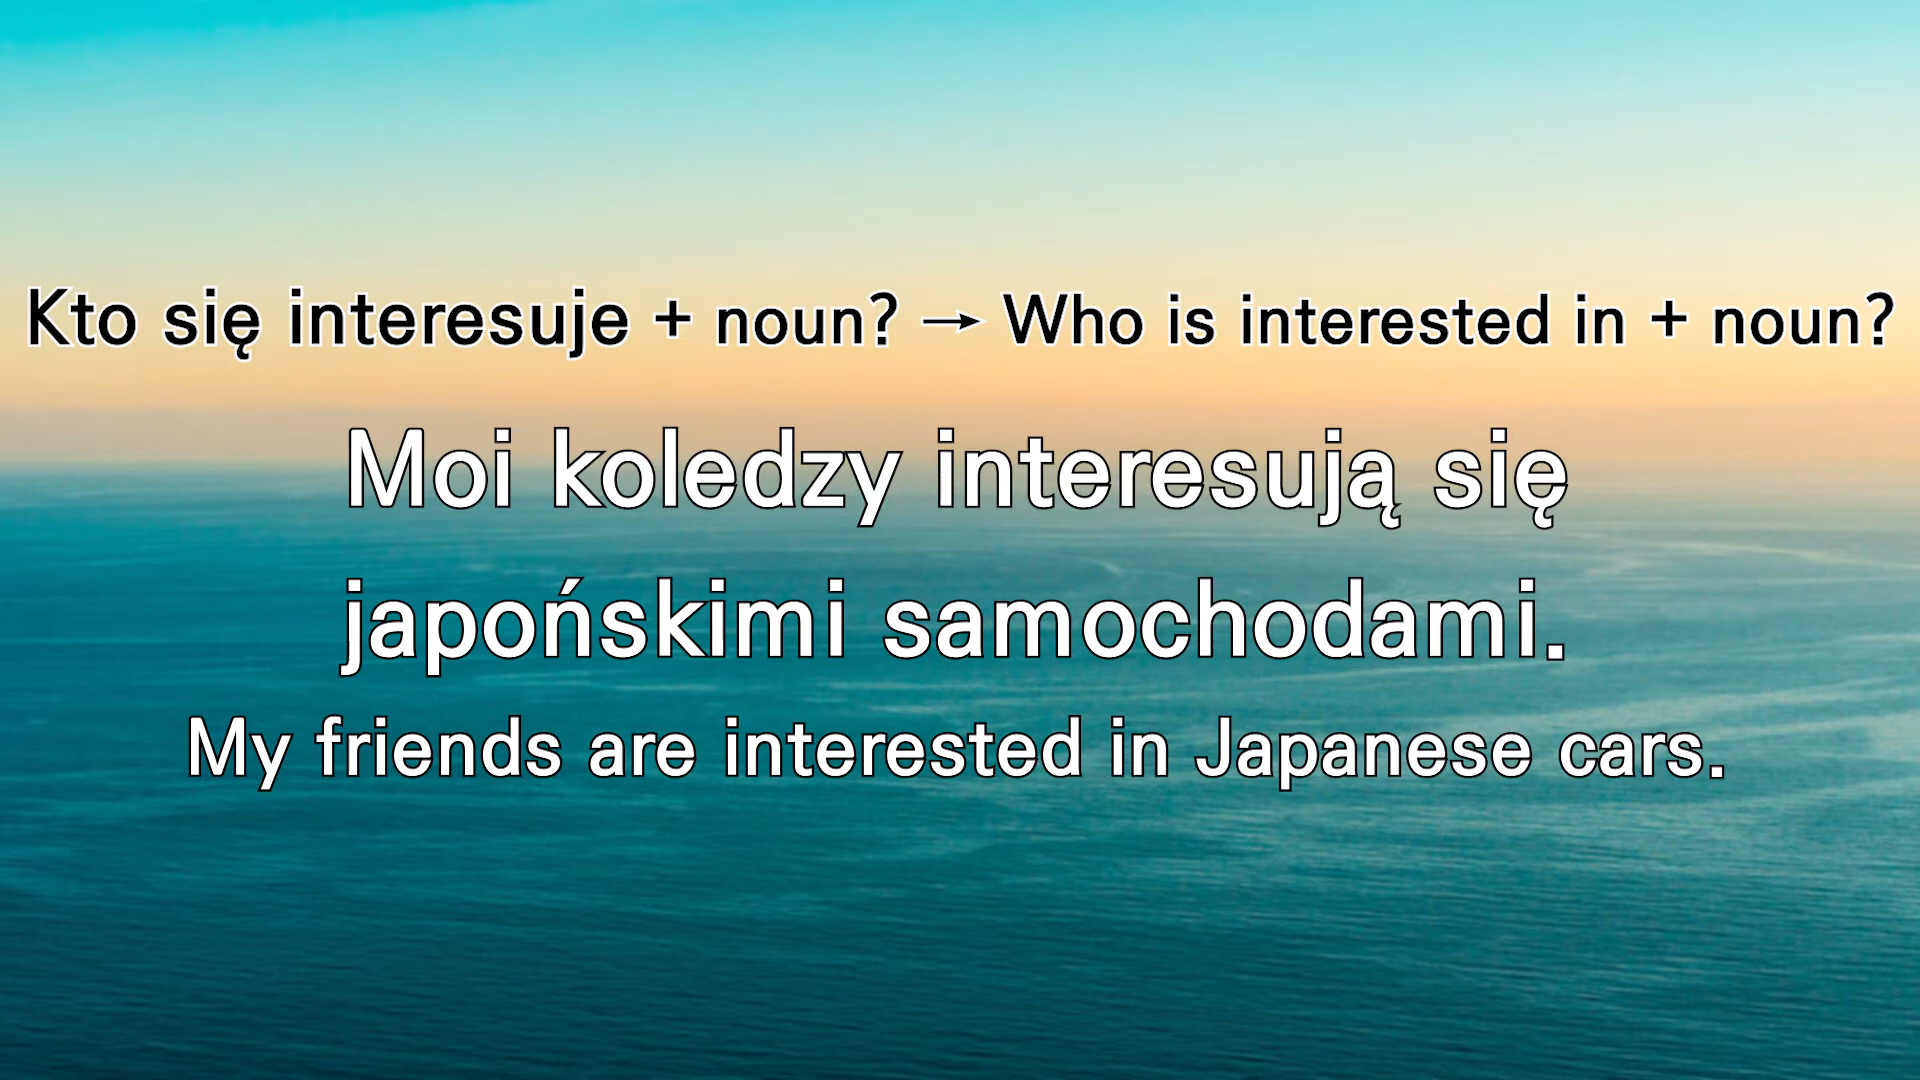 Kto się interesuje + noun? → Who is interested in + noun?
Moi koledzy interesują się
japońskimi samochodami.
My friends are interested in Japanese cars.